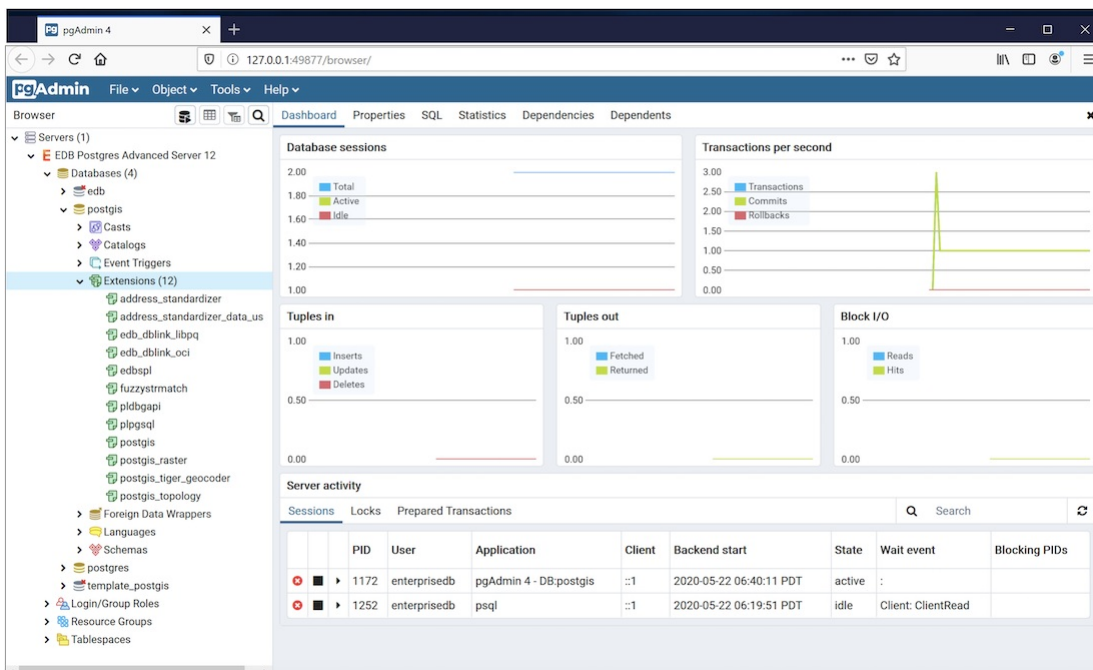 pgAdmin 4
127.0.0.1:49877/browser/
pgAdmin File Object Tools Help
Browser
Dashboard Properties SQL Statistics Dependencies Dependents
Servers (1)
EDB Postgres Advanced Server 12
Databases (4)
edb
postgis
Casts
Catalogs
Event Triggers
Extensions (12)
address_standardizer
address_standardizer_data_us
edb_dblink_libpq
edb_dblink_oci
edbspl
fuzzystrmatch
pldbgapi
plpgsql
postgis
postgis_raster
postgis_tiger_geocoder
postgis_topology
Foreign Data Wrappers
Languages
Schemas
postgres
template_postgis
Login/Group Roles
Resource Groups
Tablespaces
Database sessions
2.00
1.80
1.60
1.40
1.20
1.00
Total
Active
Idle
Transactions per second
3.00
2.50
2.00
1.50
1.00
0.50
0.00
Transactions
Commits
Rollbacks
Tuples in
1.00
0.50
0.00
Inserts
Updates
Deletes
Tuples out
1.00
0.50
0.00
Fetched
Returned
Block I/O
1.00
0.50
0.00
Reads
Hits
Server activity
Sessions Locks Prepared Transactions Search
PID User Application Client Backend start State Wait event Blocking PIDs
1172 enterprisedb pgAdmin 4 - DB:postgis ::1 2020-05-22 06:40:11 PDT active :
1252 enterprisedb psql ::1 2020-05-22 06:19:51 PDT idle Client: ClientRead